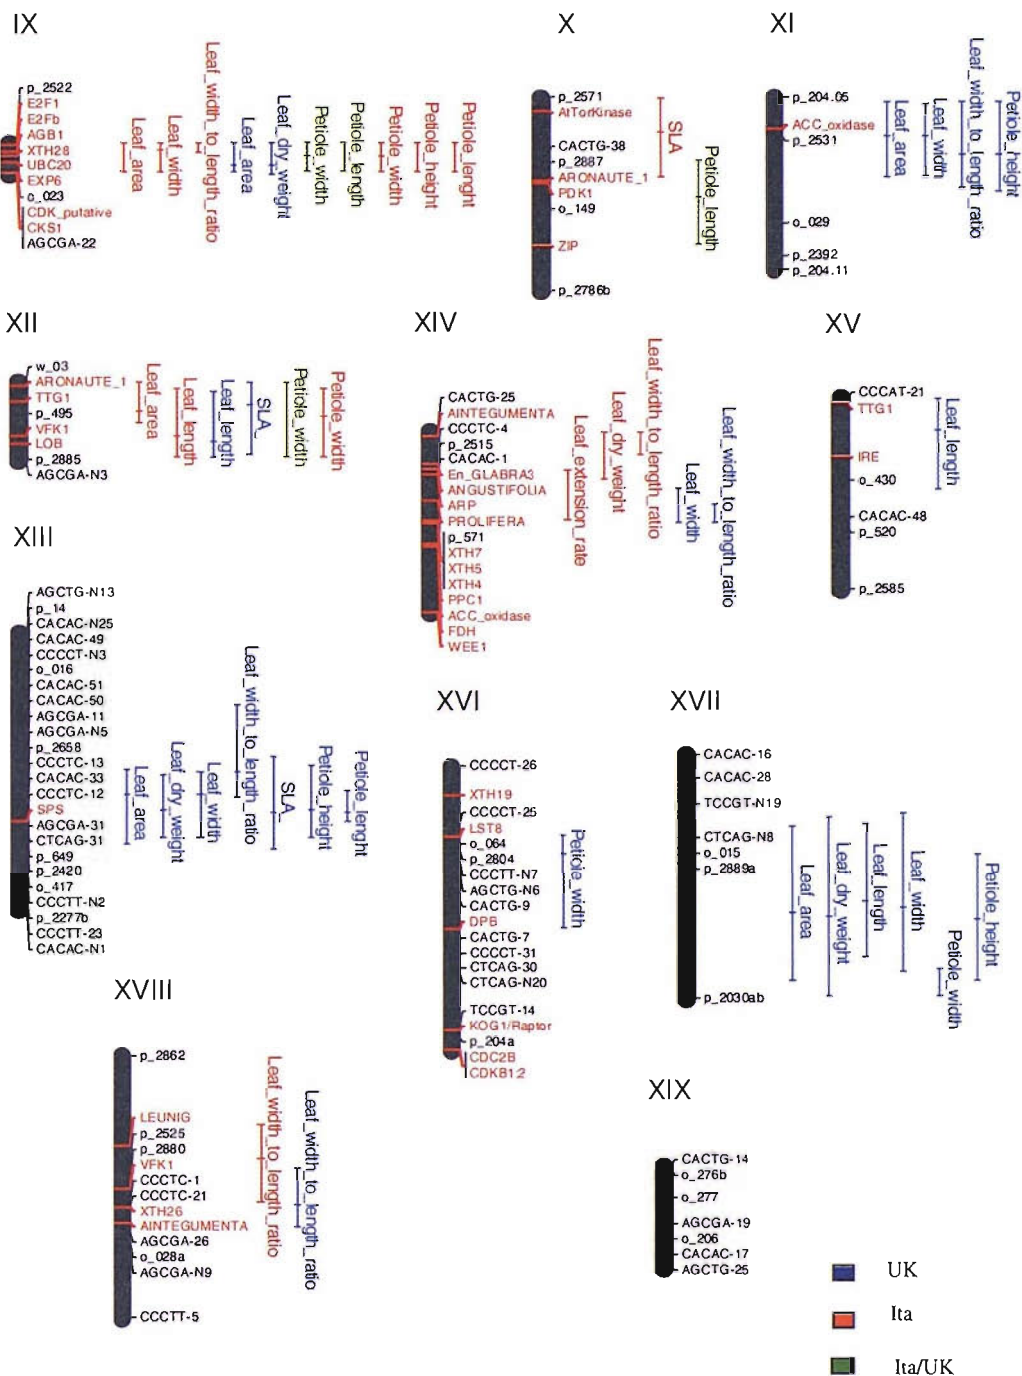 IX
p_2522
E2F1
E2Fb
AGB1
XTH28
UBC20
EXP6
o_023
CDK_putative
CKS1
AGCGA-22
Leaf_area
Leaf_width
Leaf_width_to_length_ratio
Leaf_area
Leaf_dry_weight
Petiole_width
Petiole_length
Petiole_width
Petiole_height
Petiole_length
X
p_2571
AtTorKinase
CACTG-38
p_2887
ARONAUTE_1
PDK1
o_149
ZIP
p_2786b
SLA
Petiole_length
XI
p_204.05
ACC_oxidase
p_2531
o_029
p_2392
p_204.11
Leaf_area
Leaf_width
Leaf_width_to_length_ratio
Petiole_height
XII
w_03
ARONAUTE_1
TTG1
p_495
VFK1
LOB
p_2885
AGCGA-N3
Leaf_area
Leaf_length
Leaf_length
SLA_
Petiole_width
Petiole_width
XIV
CACTG-25
AINTEGUMENTA
CCCTC-4
p_2515
CACAC-1
En_GLABRA3
ANGUSTIFOLIA
ARP
PROLIFERA
p_571
XTH7
XTH5
XTH4
PPC1
ACC_oxidase
FDH
WEE1
Leaf_extension_rate
Leaf_dry_weight
Leaf_width_to_length_ratio
Leaf_width
Leaf_width_to_length_ratio
XV
CCCAT-21
TTG1
IRE
o_430
CACAC-48
p_520
p_2585
Leaf_length
XIII
AGCTG-N13
p_14
CACAC-N25
CACAC-49
CCCCT-N3
o_016
CACAC-51
CACAC-50
AGCGA-11
AGCGA-N5
p_2658
CCCTC-13
CACAC-33
CCCTC-12
SPS
AGCGA-31
CTCAG-31
p_649
p_2420
o_417
CCCTT-N2
p_2277b
CCCTT-23
CACAC-N1
Leaf_area
Leaf_dry_weight
Leaf_width
Leaf_width_to_length_ratio
SLA_
Petiole_height
Petiole_length
XVI
CCCCT-26
XTH19
CCCCT-25
LST8
o_064
p_2804
CCCTT-N7
AGCTG-N6
CACTG-9
DPB
CACTG-7
CCCCT-31
CTCAG-30
CTCAG-N20
TCCGT-14
KOG1/Raptor
p_204a
CDC2B
CDKB1;2
Petiole_width
XVII
CACAC-16
CACAC-28
TCCGT-N19
CTCAG-N8
o_015
p_2889a
p_2030ab
Leaf_area
Leaf_dry_weight
Leaf_length
Leaf_width
Petiole_width
Petiole_height
XVIII
p_2862
LEUNIG
p_2525
p_2880
VFK1
CCCTC-1
CCCTC-21
XTH26
AINTEGUMENTA
AGCGA-26
o_028a
AGCGA-N9
CCCTT-5
Leaf_width_to_length_ratio
Leaf_width_to_length_ratio
XIX
CACTG-14
o_276b
o_277
AGCGA-19
o_206
CACAC-17
AGCTG-25
UK
Ita
Ita/UK